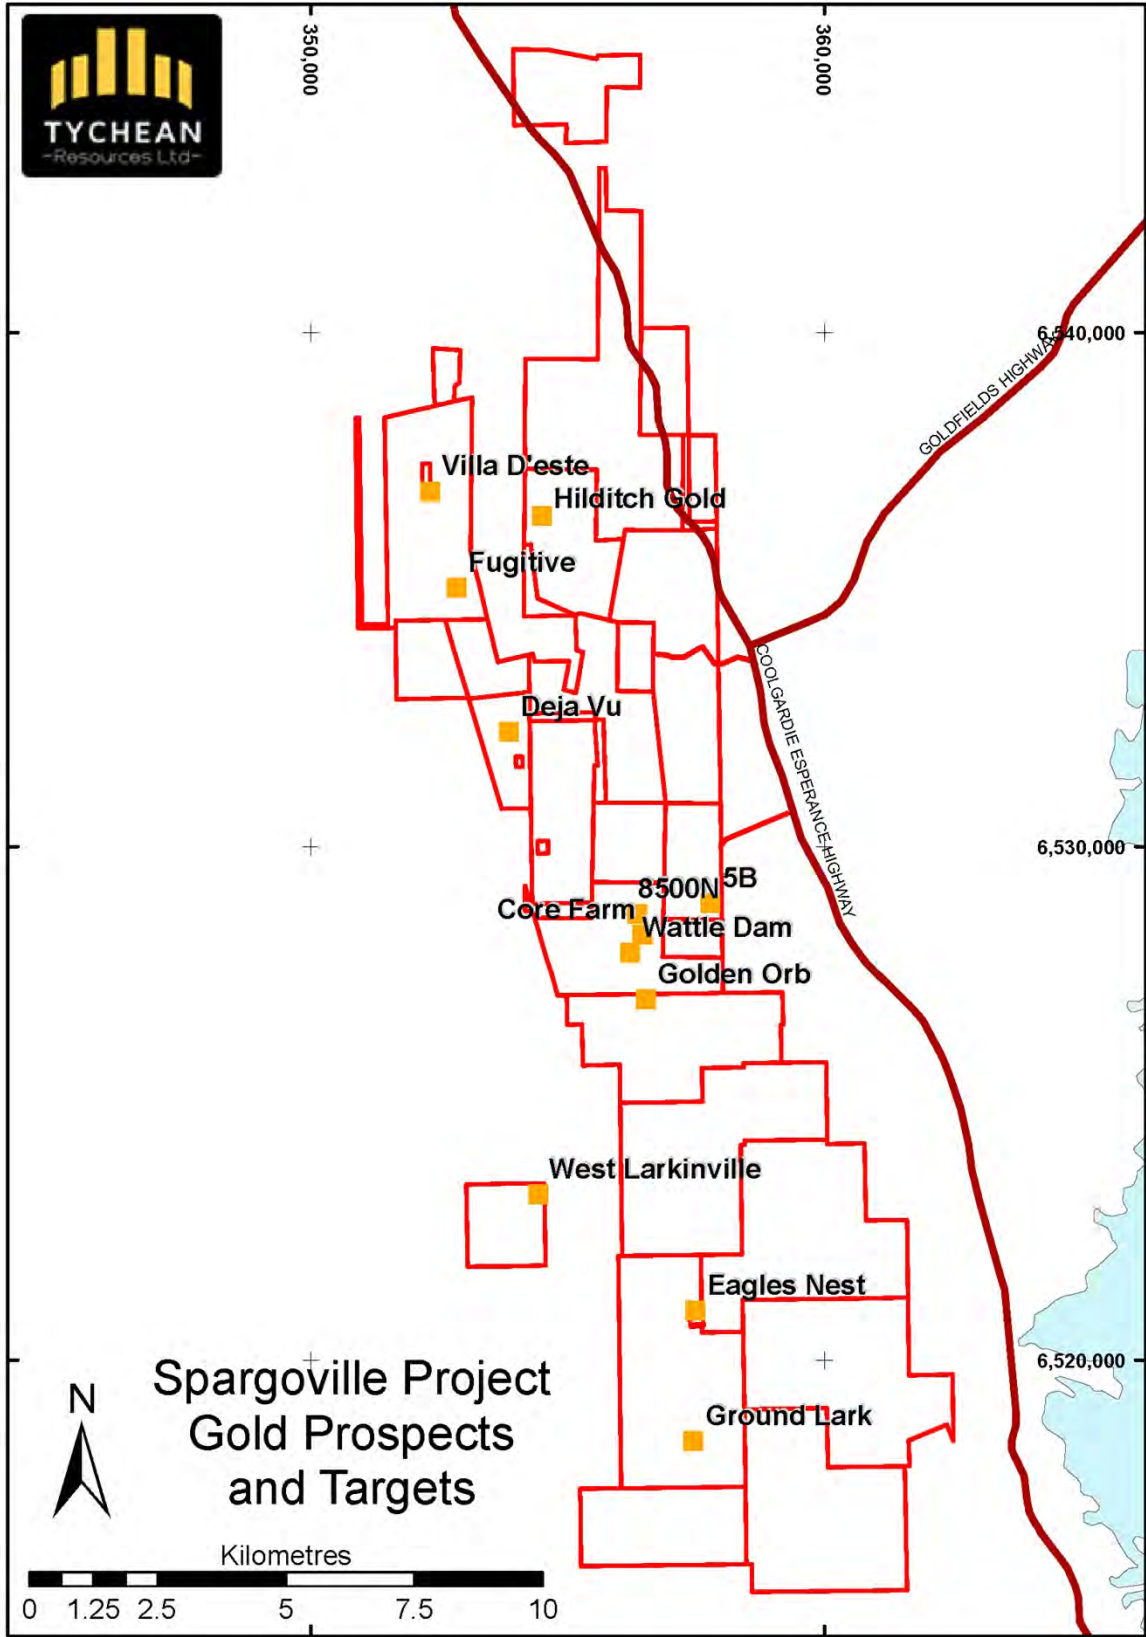 TYCHEAN
-Resources Ltd-
350,000
360,000
6,540,000
GOLDFIELDS HIGHWAY
Villa D'este
Hilditch Gold
Fugitive
COOLGARDIE ESPERANCE HIGHWAY
Deja Vu
6,530,000
5B
8500N
Core Farm
Wattle Dam
Golden Orb
West Larkinville
Eagles Nest
6,520,000
Ground Lark
N
Spargoville Project
Gold Prospects
and Targets
Kilometres
0 1.25 2.5 5 7.5 10